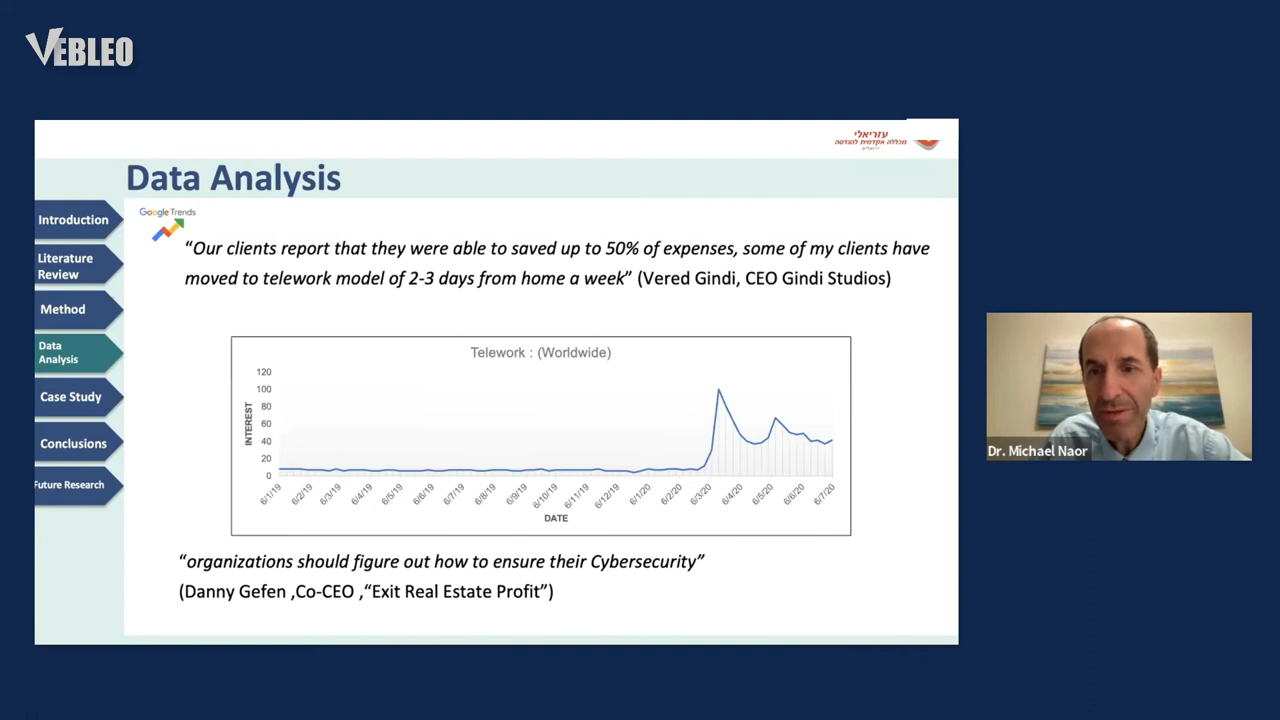 VEBLEO
עזריאלי
מכללה אקדמית להנדסה
ירושלים
Data Analysis
Google Trends
Introduction
Literature
Review
Method
Data
Analysis
Case Study
Conclusions
Future Research
“Our clients report that they were able to saved up to 50% of expenses, some of my clients have
moved to telework model of 2-3 days from home a week” (Vered Gindi, CEO Gindi Studios)
Telework : (Worldwide)
INTEREST
120
100
80
60
40
20
0
6/1/19
6/2/19
6/3/19
6/4/19
6/5/19
6/6/19
6/7/19
6/8/19
6/9/19
6/10/19
6/11/19
6/12/19
6/1/20
6/2/20
6/3/20
6/4/20
6/5/20
6/6/20
6/7/20
DATE
“organizations should figure out how to ensure their Cybersecurity”
(Danny Gefen ,Co-CEO ,“Exit Real Estate Profit”)
Dr. Michael Naor